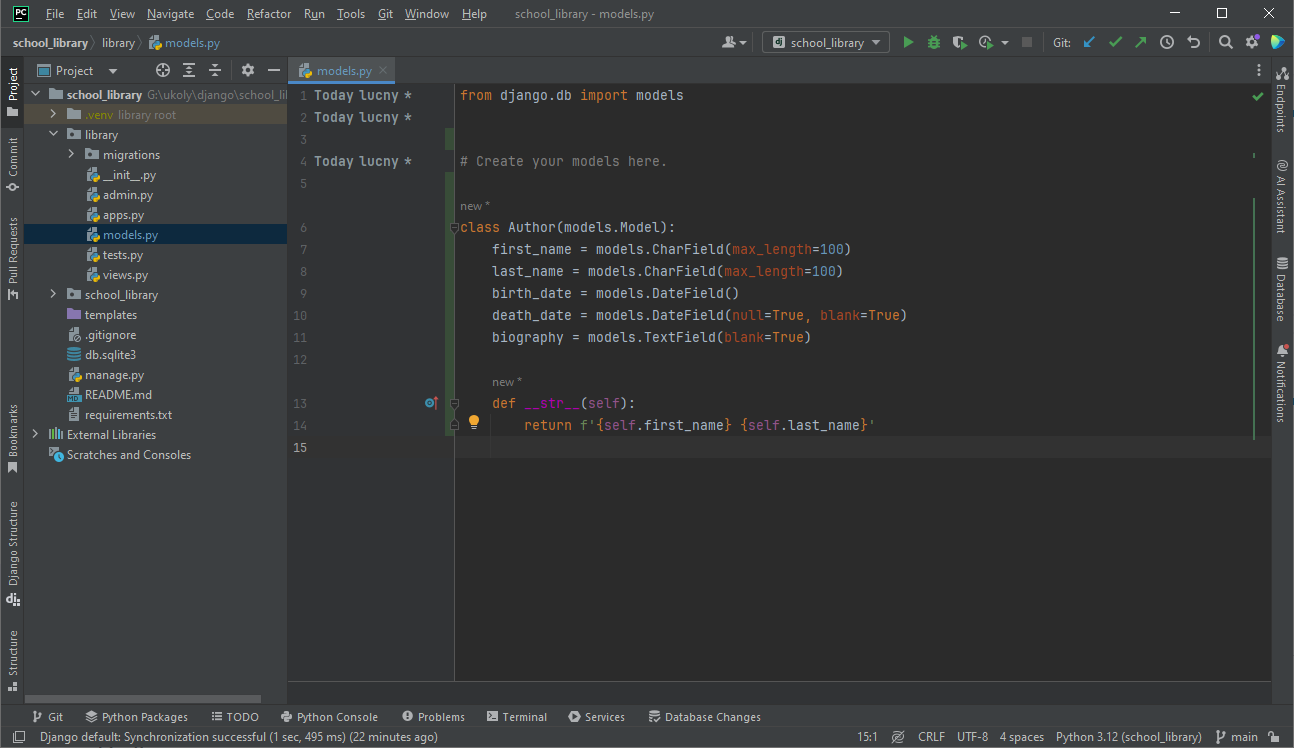 PC File Edit View Navigate Code Refactor Run Tools Git Window Help school_library - models.py
school_library library models.py dj school_library Git:
Project
models.py
school_library G:\ukoly\django\school_li
.venv library root
library
migrations
__init__.py
admin.py
apps.py
models.py
tests.py
views.py
school_library
templates
.gitignore
db.sqlite3
manage.py
MD README.md
requirements.txt
External Libraries
Scratches and Consoles
Project
Commit
Pull Requests
Bookmarks
Django Structure
dj
Structure
1 Today lucny * from django.db import models
2 Today lucny *
3
4 Today lucny * # Create your models here.
5
new *
6 class Author(models.Model):
7 first_name = models.CharField(max_length=100)
8 last_name = models.CharField(max_length=100)
9 birth_date = models.DateField()
10 death_date = models.DateField(null=True, blank=True)
11 biography = models.TextField(blank=True)
12
new *
13 def __str__(self):
14 return f'{self.first_name} {self.last_name}'
15
Endpoints
AI Assistant
Database
Notifications
Git Python Packages TODO Python Console Problems Terminal Services Database Changes
Django default: Synchronization successful (1 sec, 495 ms) (22 minutes ago) 15:1 CRLF UTF-8 4 spaces Python 3.12 (school_library) main